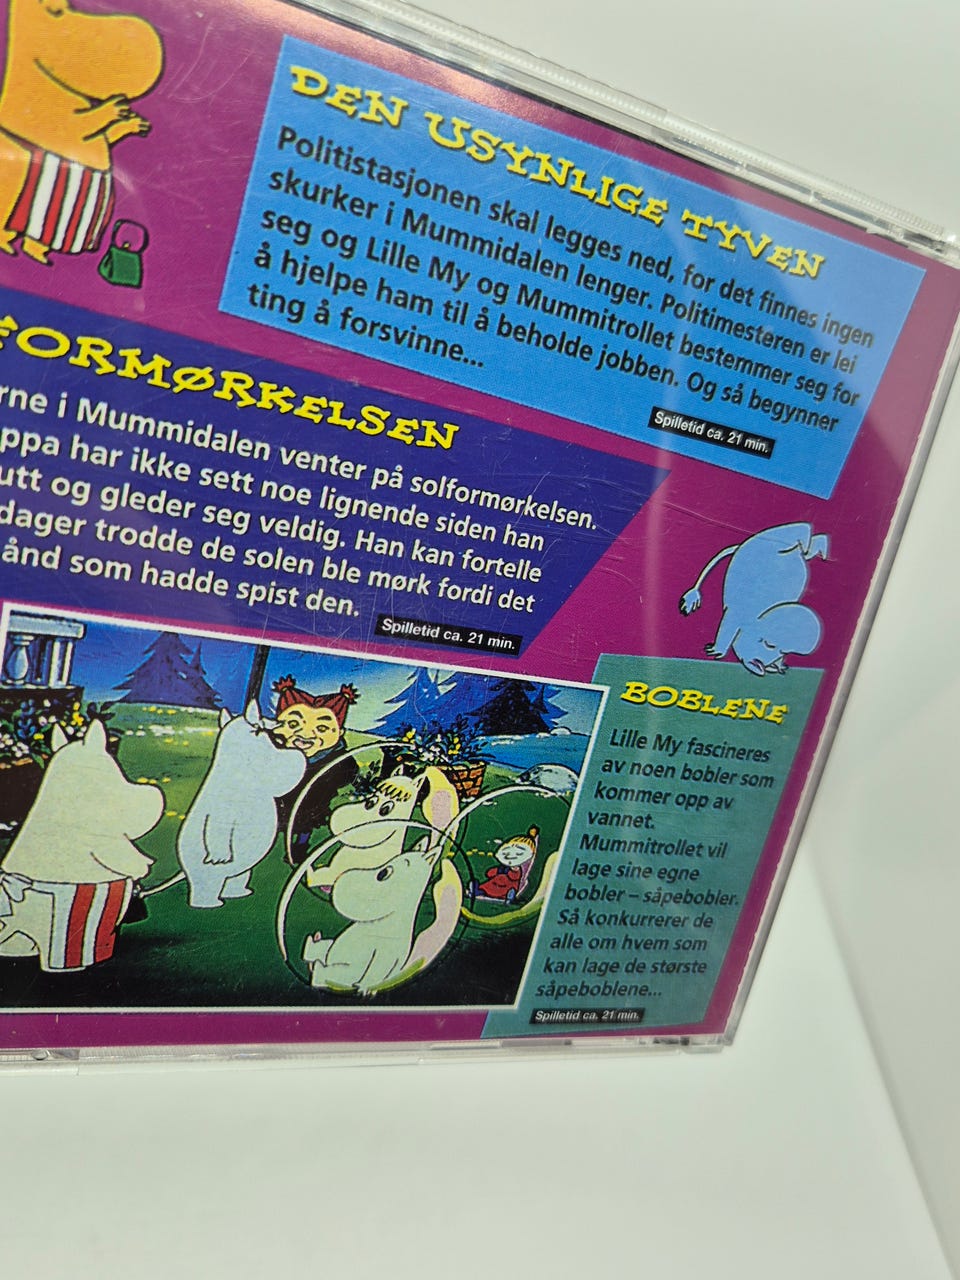 DEN USYNLIGE TYVEN
Politistasjonen skal legges ned, for det finnes ingen
skurker i Mummidalen lenger. Politimesteren er lei
seg og Lille My og Mummitrollet bestemmer seg for
å hjelpe ham til å beholde jobben. Og så begynner
ting å forsvinne...
Spilletid ca. 21 min.
FORMØRKELSEN
rne i Mummidalen venter på solformørkelsen.
ppa har ikke sett noe lignende siden han
utt og gleder seg veldig. Han kan fortelle
dager trodde de solen ble mørk fordi det
ånd som hadde spist den.
Spilletid ca. 21 min.
BOBLENE
Lille My fascineres
av noen bobler som
kommer opp av
vannet.
Mummitrollet vil
lage sine egne
bobler – såpebobler.
Så konkurrerer de
alle om hvem som
kan lage de største
såpeboblene...
Spilletid ca. 21 min.